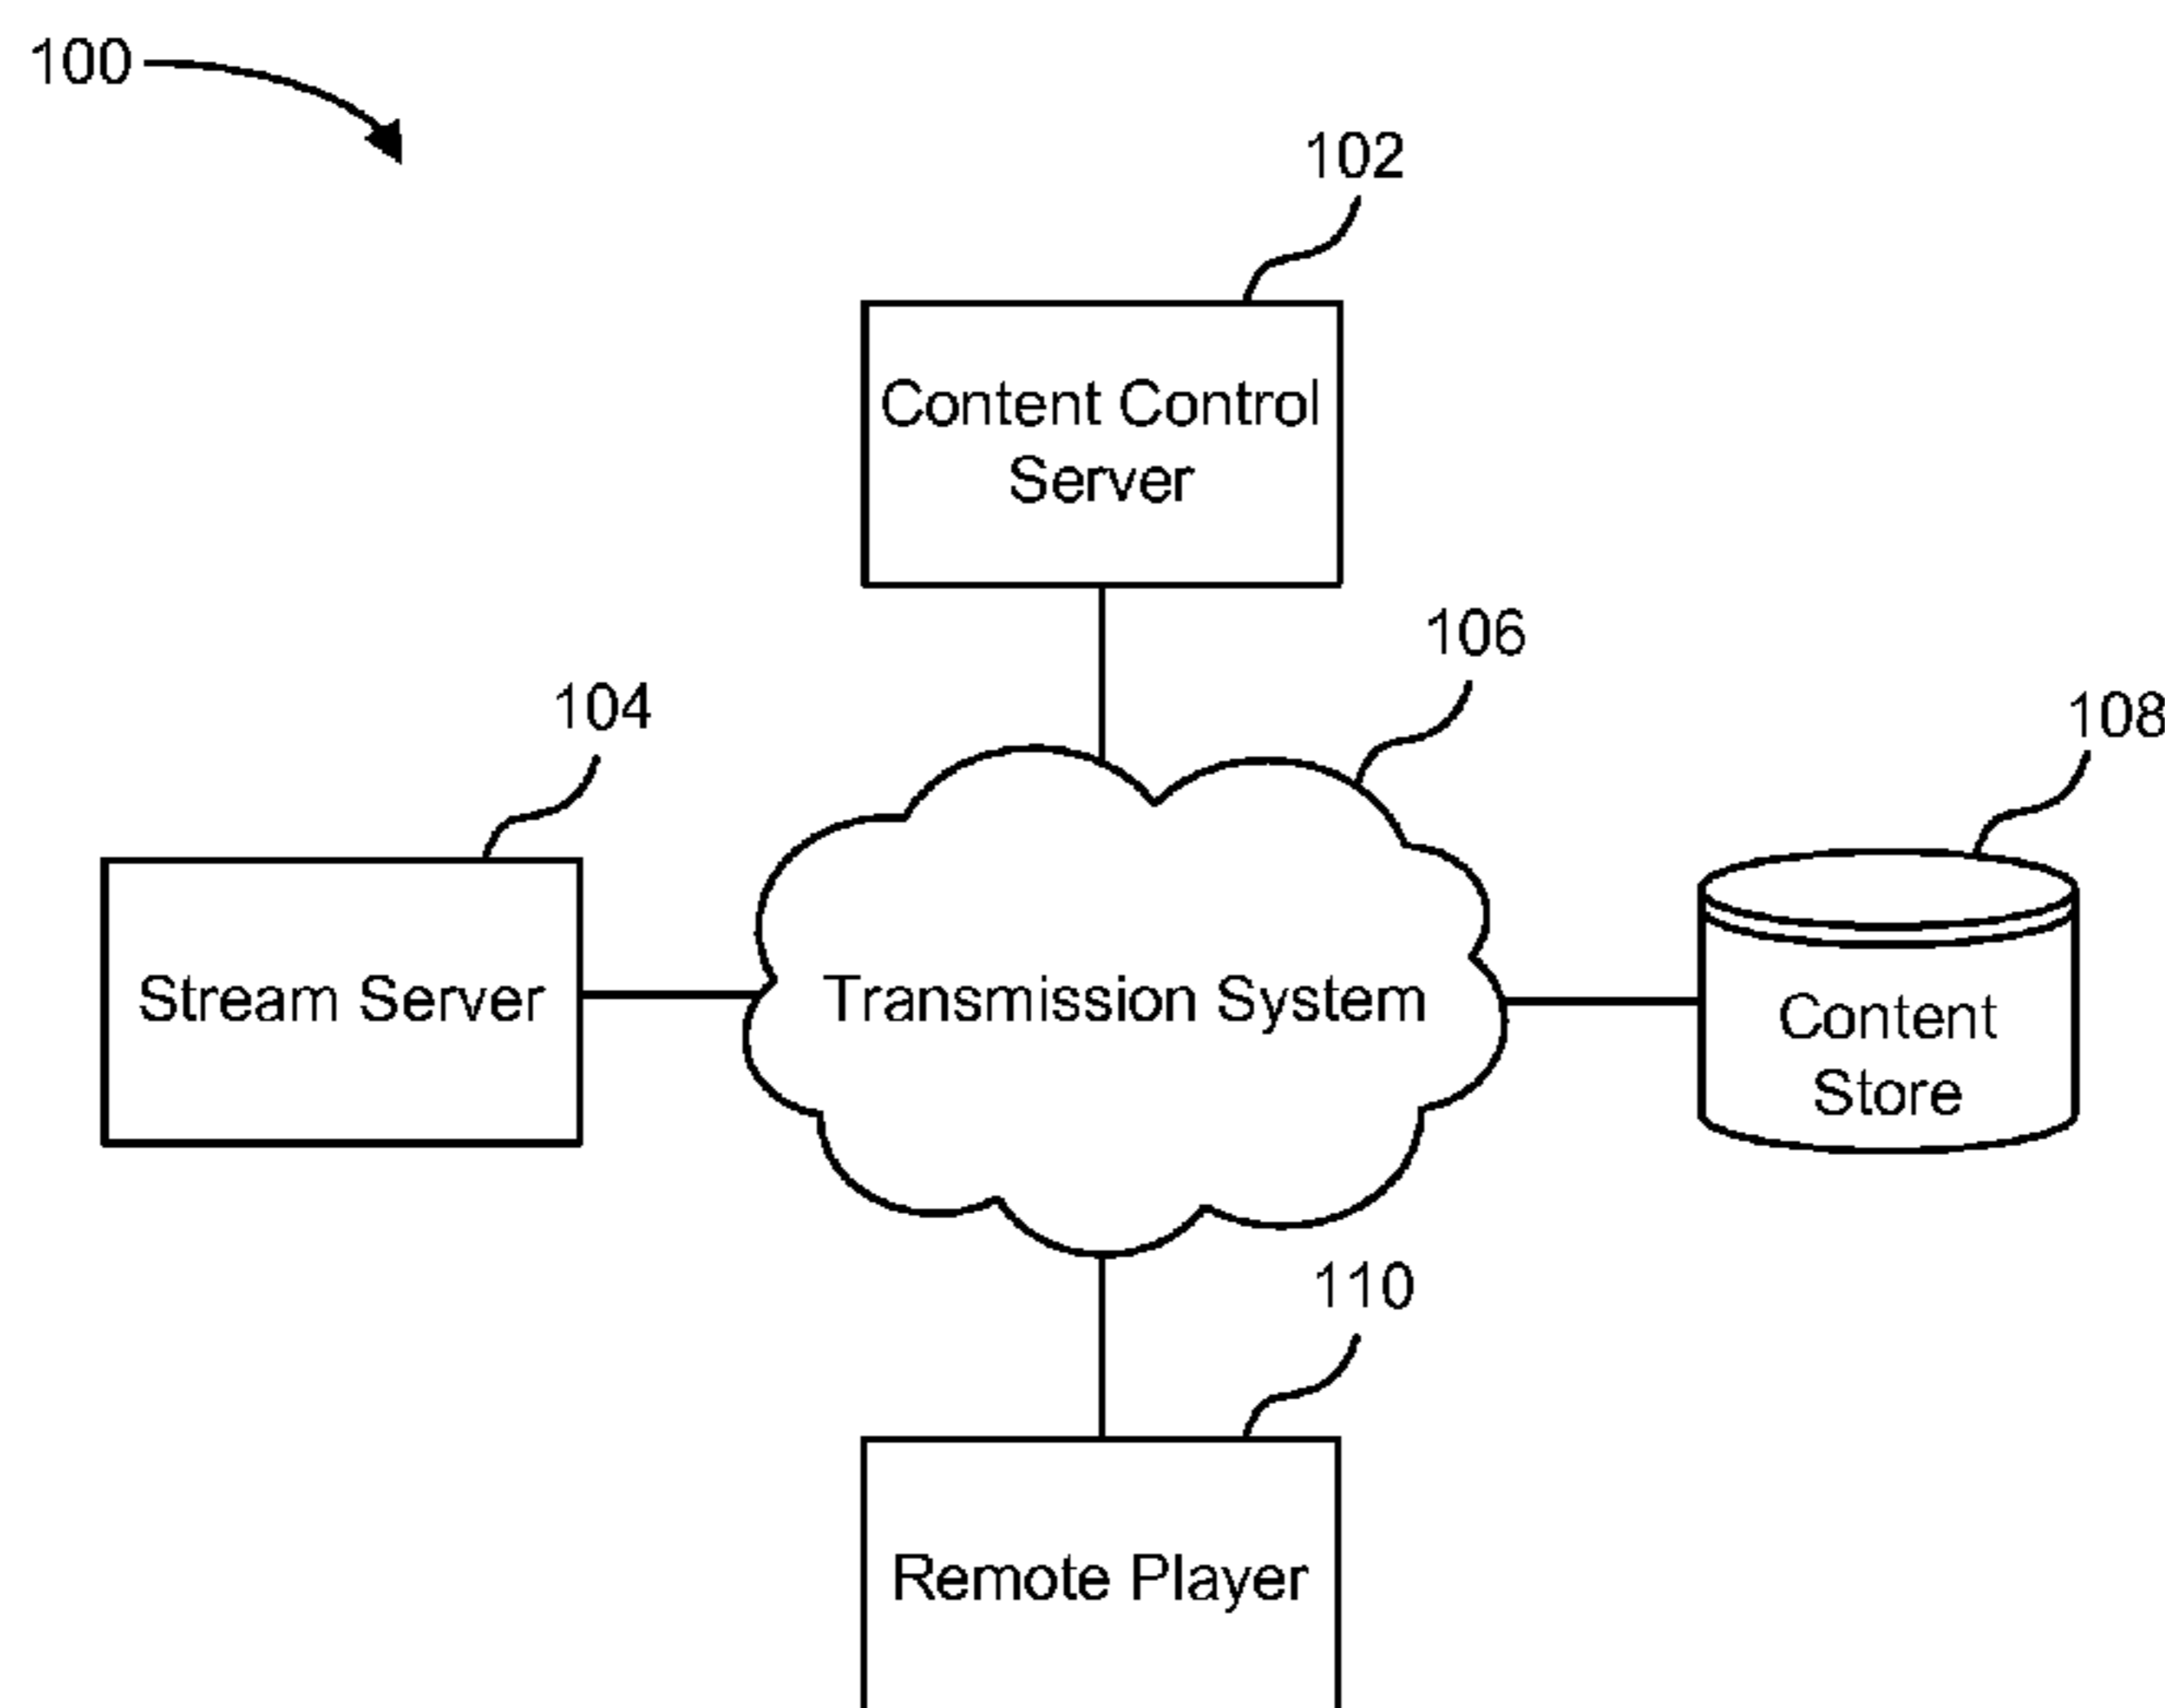 100
102
Content Control
Server
106
104
108
Stream Server
Transmission System
Content
Store
110
Remote Player